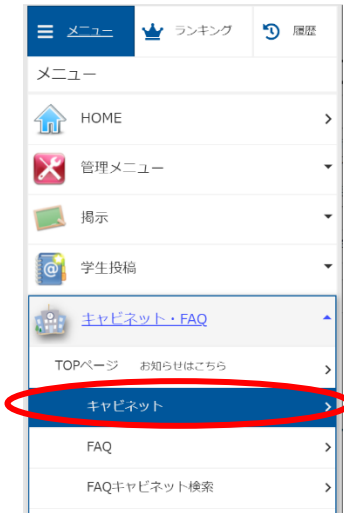 メニュー ランキング 履歴
メニュー
HOME
管理メニュー
掲示
学生投稿
キャビネット・FAQ
TOPページ お知らせはこちら
キャビネット
FAQ
FAQキャビネット検索